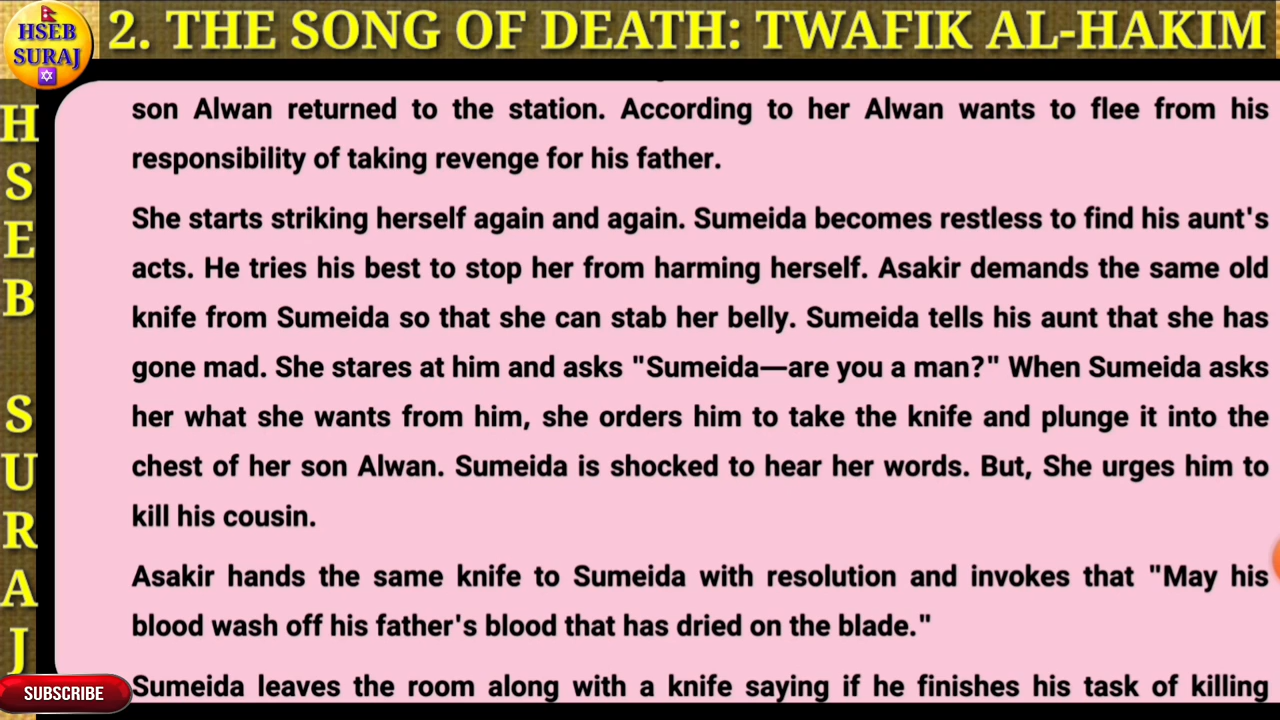 HSEB
SURAJ
2. THE SONG OF DEATH: TWAFIK AL-HAKIM
H
S
E
B
S
U
R
A
J
son Alwan returned to the station. According to her Alwan wants to flee from his
responsibility of taking revenge for his father.
She starts striking herself again and again. Sumeida becomes restless to find his aunt's
acts. He tries his best to stop her from harming herself. Asakir demands the same old
knife from Sumeida so that she can stab her belly. Sumeida tells his aunt that she has
gone mad. She stares at him and asks "Sumeida—are you a man?" When Sumeida asks
her what she wants from him, she orders him to take the knife and plunge it into the
chest of her son Alwan. Sumeida is shocked to hear her words. But, She urges him to
kill his cousin.
Asakir hands the same knife to Sumeida with resolution and invokes that "May his
blood wash off his father's blood that has dried on the blade."
Sumeida leaves the room along with a knife saying if he finishes his task of killing
SUBSCRIBE